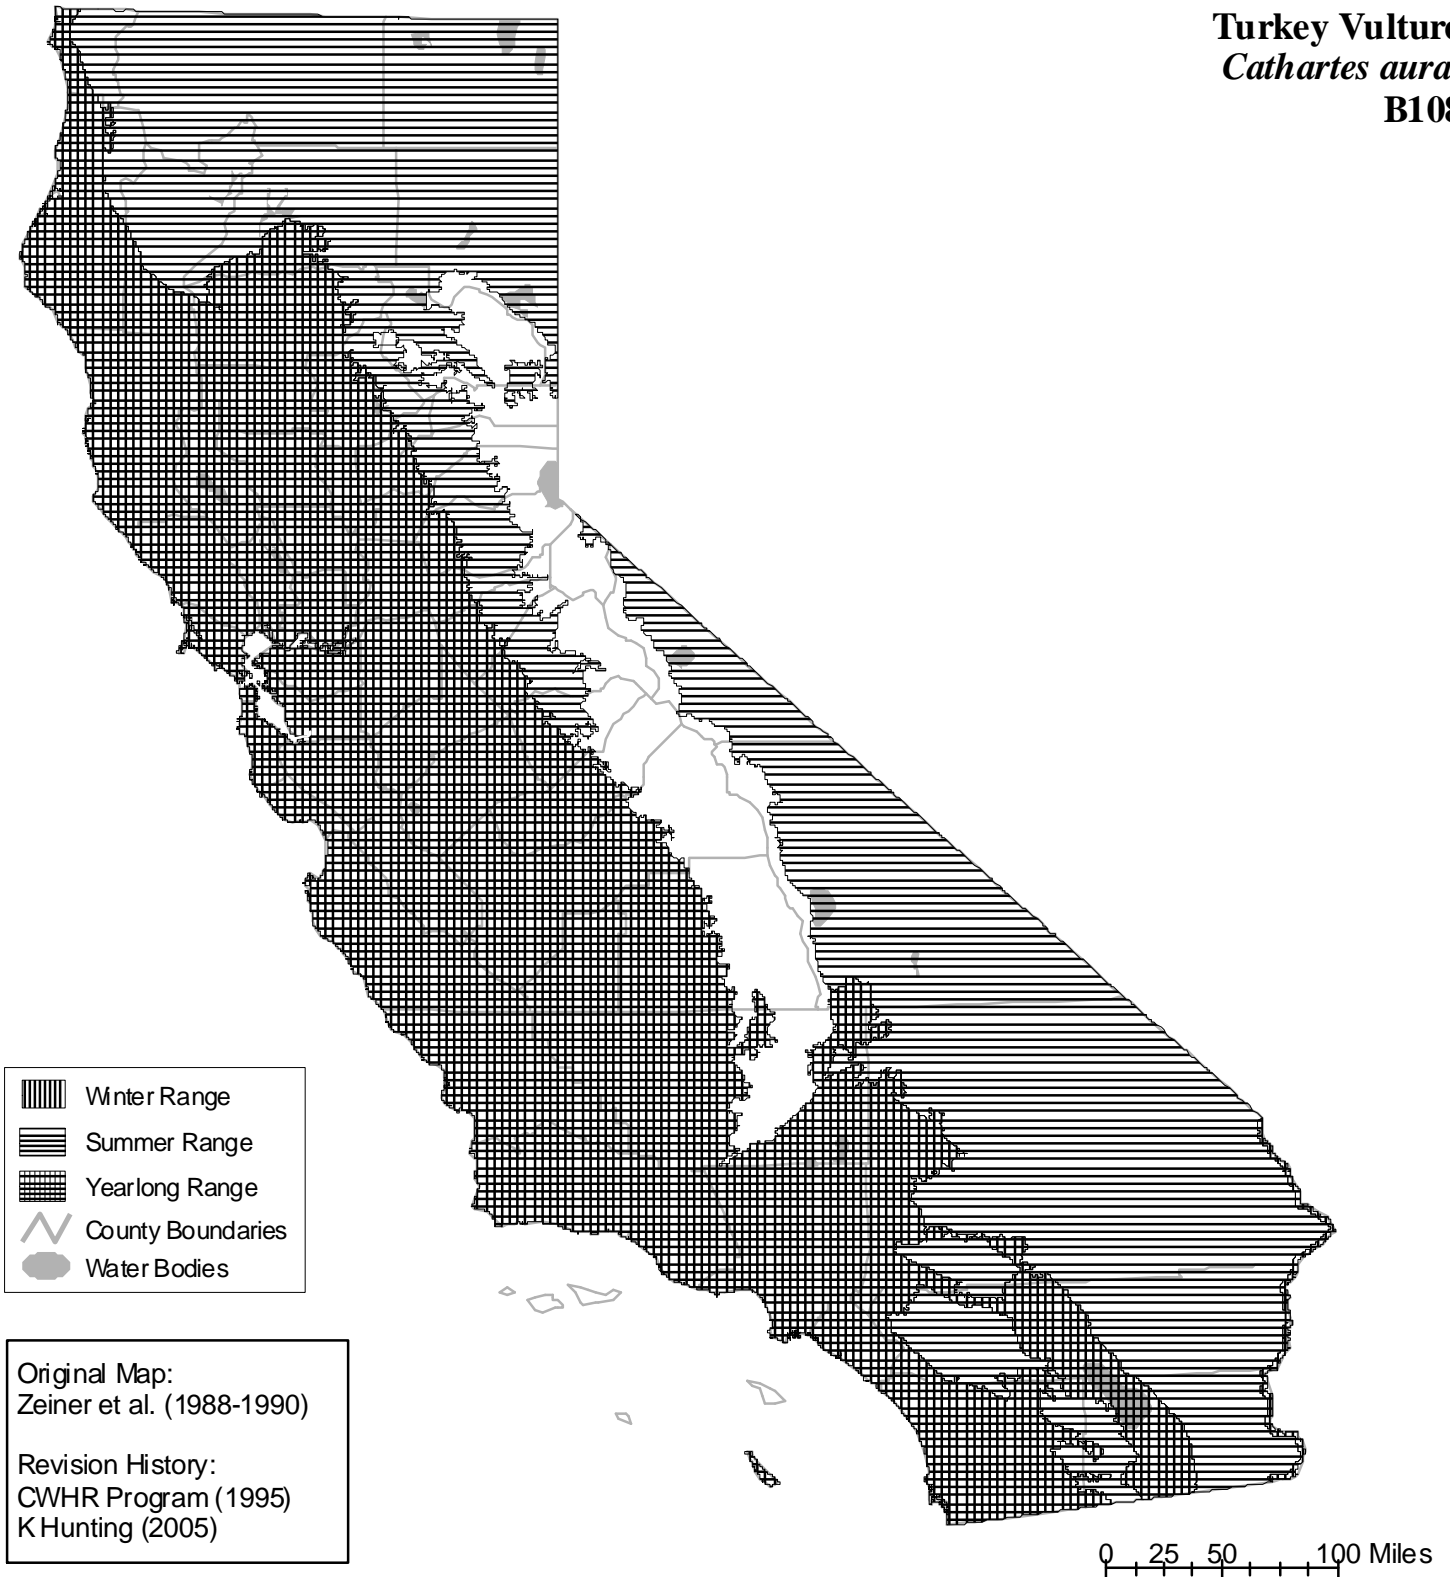 Turkey Vulture
Cathartes aura
B108
Winter Range
Summer Range
Yearlong Range
County Boundaries
Water Bodies
Original Map:
Zeiner et al. (1988-1990)
Revision History:
CWHR Program (1995)
K Hunting (2005)
0 25 50 100 Miles